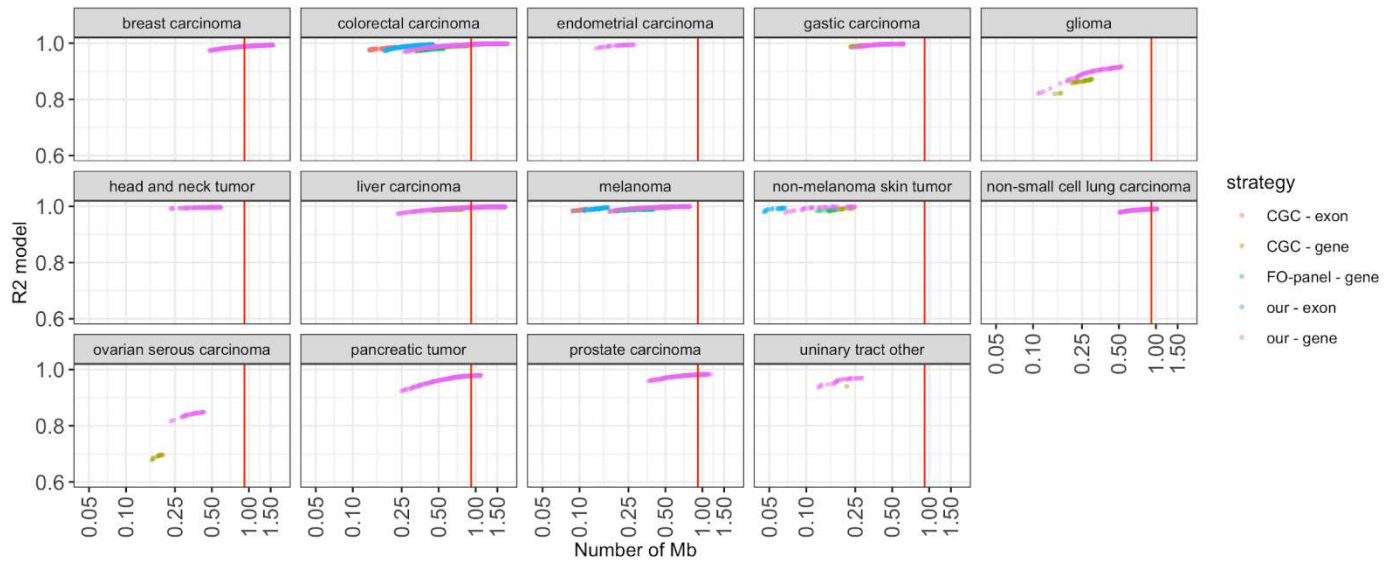 breast carcinoma
colorectal carcinoma
endometrial carcinoma
gastic carcinoma
glioma
1.0
0.8
0.6
head and neck tumor
liver carcinoma
melanoma
non-melanoma skin tumor
non-small cell lung carcinoma
1.0
0.8
0.6
ovarian serous carcinoma
pancreatic tumor
prostate carcinoma
uninary tract other
1.0
0.8
0.6
R2 model
0.05 0.10 0.25 0.50 1.00 1.50
0.05 0.10 0.25 0.50 1.00 1.50
0.05 0.10 0.25 0.50 1.00 1.50
0.05 0.10 0.25 0.50 1.00 1.50
0.05 0.10 0.25 0.50 1.00 1.50
Number of Mb
strategy
CGC - exon
CGC - gene
FO-panel - gene
our - exon
our - gene